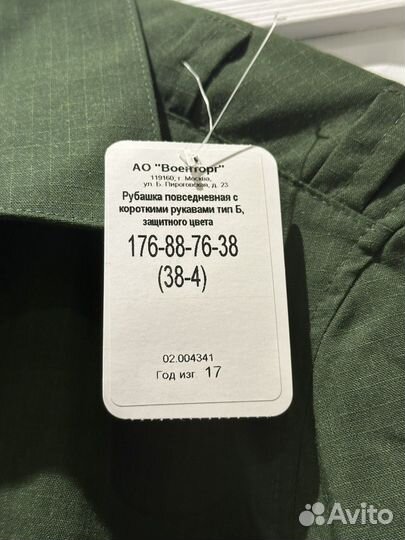 АО "Военторг"
119160, г. Москва,
ул. Б. Пироговская, д. 23
Рубашка повседневная с
короткими рукавами тип Б,
защитного цвета
176-88-76-38
(38-4)
02.004341
Год изг 17
Avito